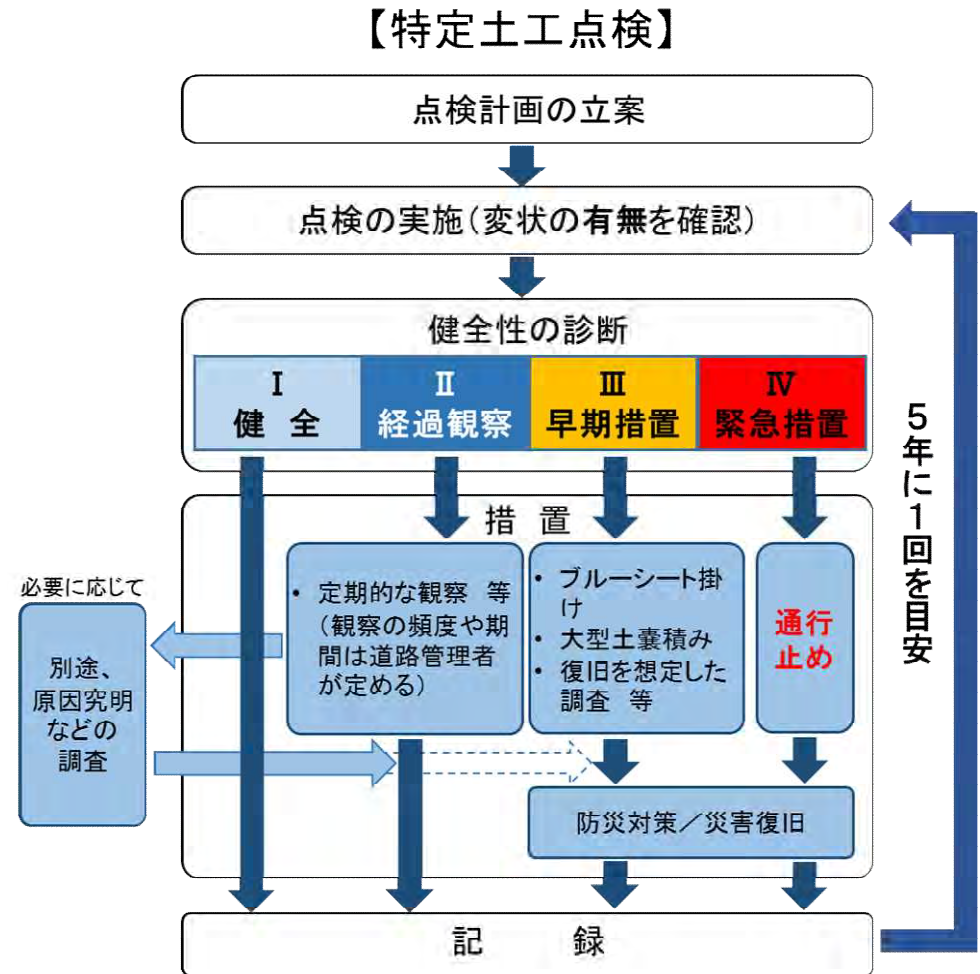 【特定土工点検】
点検計画の立案
点検の実施（変状の有無を確認）
健全性の診断
Ⅰ
健 全
Ⅱ
経過観察
Ⅲ
早期措置
Ⅳ
緊急措置
5年に1回を目安
措 置
• 定期的な観察 等
（観察の頻度や期
間は道路管理者
が定める）
• ブルーシート掛
け
• 大型土嚢積み
• 復旧を想定した
調査 等
通行
止め
必要に応じて
別途、
原因究明
などの
調査
防災対策／災害復旧
記 録